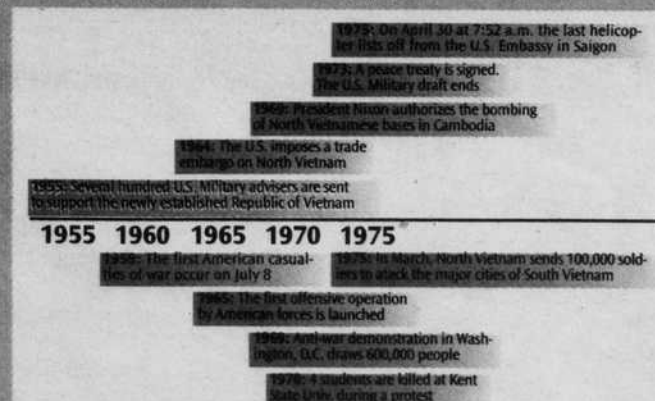 1975: On April 30 at 7:52 a.m. the last helicop-
ter lists off from the U.S. Embassy in Saigon
1973: A peace treaty is signed.
The U.S. Military draft ends
1969: President Nixon authorizes the bombing
of North Vietnamese bases in Cambodia
1964: The U.S. imposes a trade
embargo on North Vietnam
1955: Several hundred U.S. Military advisers are sent
to support the newly established Republic of Vietnam
1955 1960 1965 1970 1975
1959: The first American casual-
ties of war occur on July 8
1975: In March, North Vietnam sends 100,000 sold-
iers to atack the major cities of South Vietnam
1965: The first offensive operation
by American forces is launched
1969: Anti-war demonstration in Wash-
ington, D.C. draws 600,000 people
1970: 4 students are killed at Kent
State Univ. during a protest